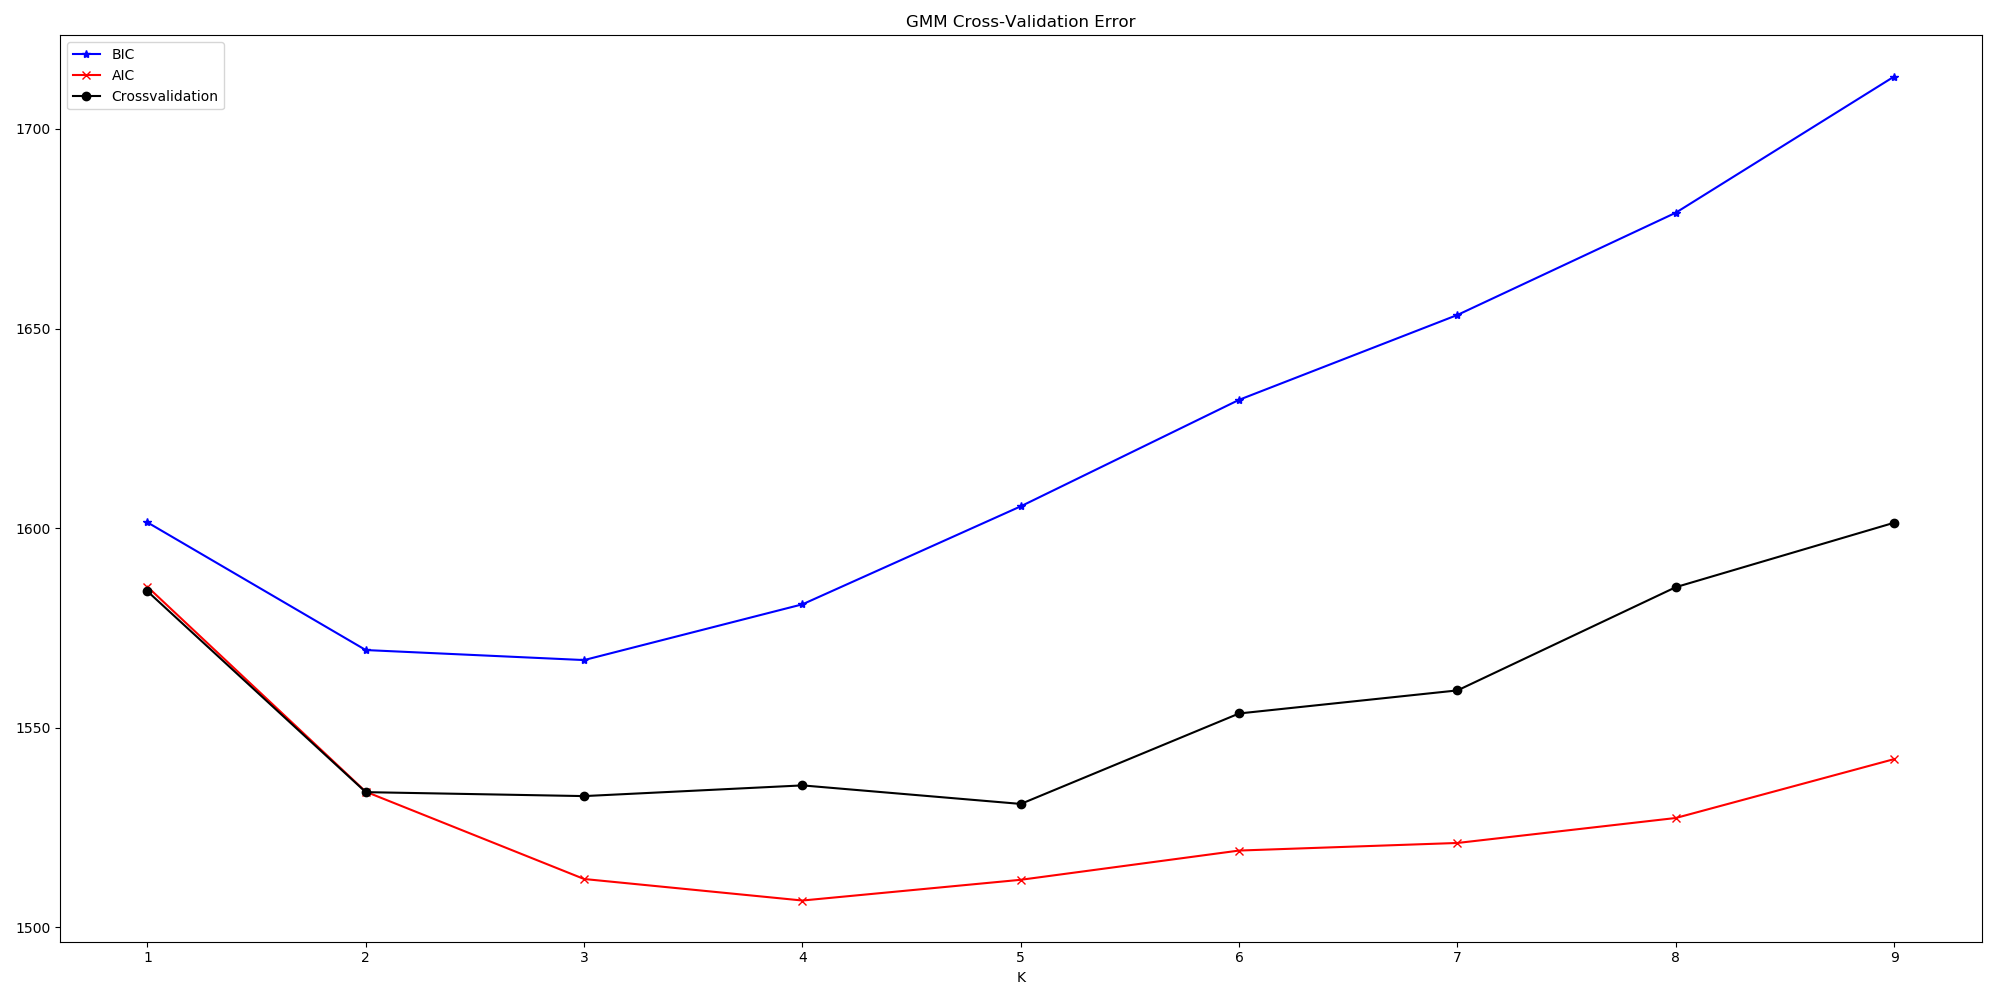 GMM Cross-Validation Error
BIC
AIC
Crossvalidation
1700
1650
1600
1550
1500
1 2 3 4 5 6 7 8 9
K